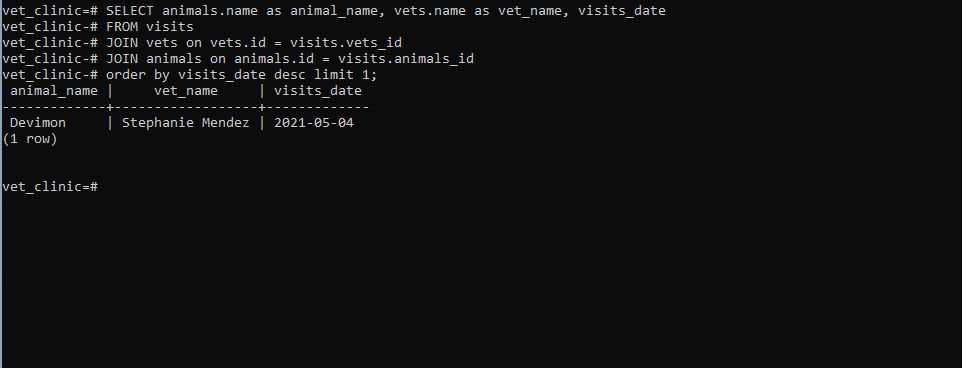 vet_clinic=# SELECT animals.name as animal_name, vets.name as vet_name, visits_date
vet_clinic-# FROM visits
vet_clinic-# JOIN vets on vets.id = visits.vets_id
vet_clinic-# JOIN animals on animals.id = visits.animals_id
vet_clinic-# order by visits_date desc limit 1;
 animal_name |     vet_name     | visits_date
-------------+------------------+-------------
 Devimon     | Stephanie Mendez | 2021-05-04
(1 row)
vet_clinic=#